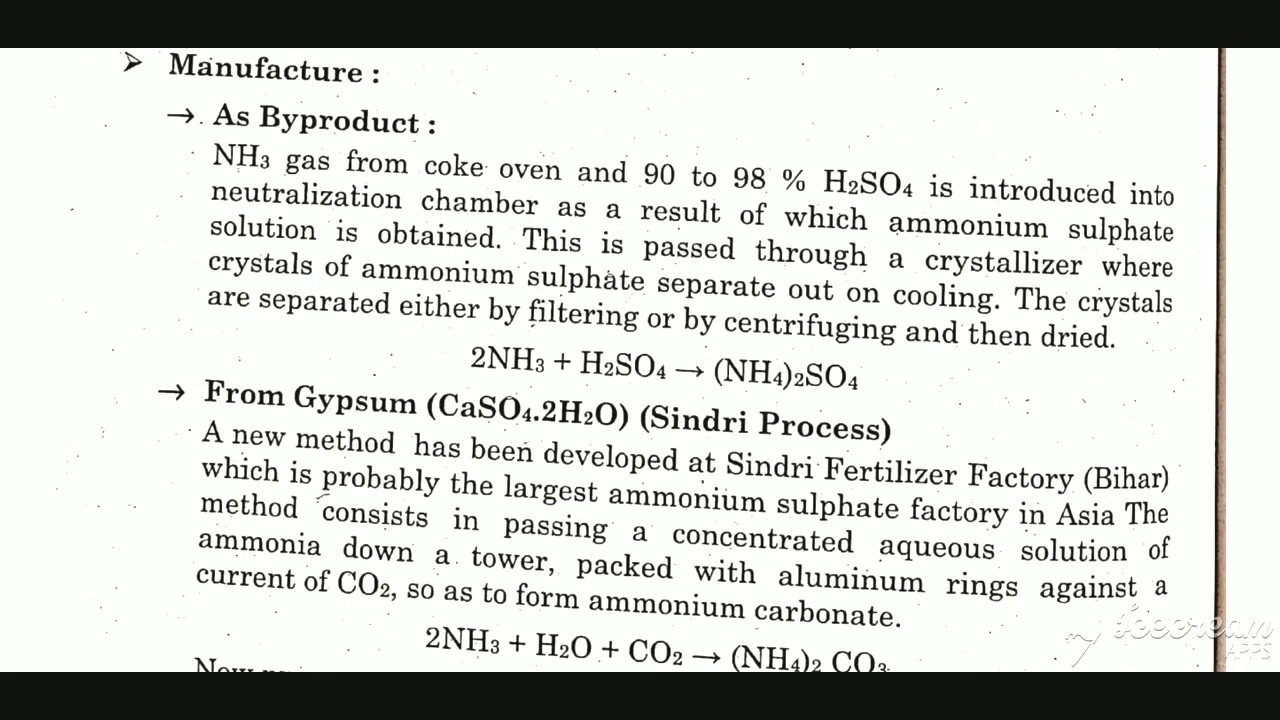 ➢ Manufacture :
→ As Byproduct :
NH3 gas from coke oven and 90 to 98 % H2SO4 is introduced into
neutralization chamber as a result of which ammonium sulphate
solution is obtained. This is passed through a crystallizer where
crystals of ammonium sulphate separate out on cooling. The crystals
are separated either by filtering or by centrifuging and then dried.
2NH3 + H2SO4 → (NH4)2SO4
→ From Gypsum (CaSO4.2H2O) (Sindri Process)
A new method has been developed at Sindri Fertilizer Factory (Bihar)
which is probably the largest ammonium sulphate factory in Asia The
method consists in passing a concentrated aqueous solution of
ammonia down a tower, packed with aluminum rings against a
current of CO2, so as to form ammonium carbonate.
2NH3 + H2O + CO2 → (NH4)2 CO3
icecream
APPS